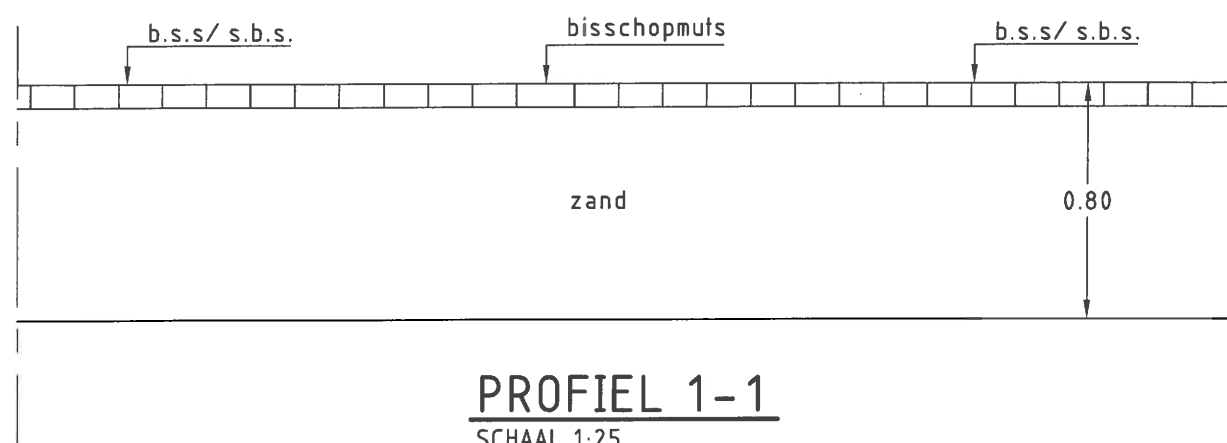 b.s.s/ s.b.s.
bisschopmuts
b.s.s/ s.b.s.
zand
0.80
PROFIEL 1-1
SCHAAL 1:25